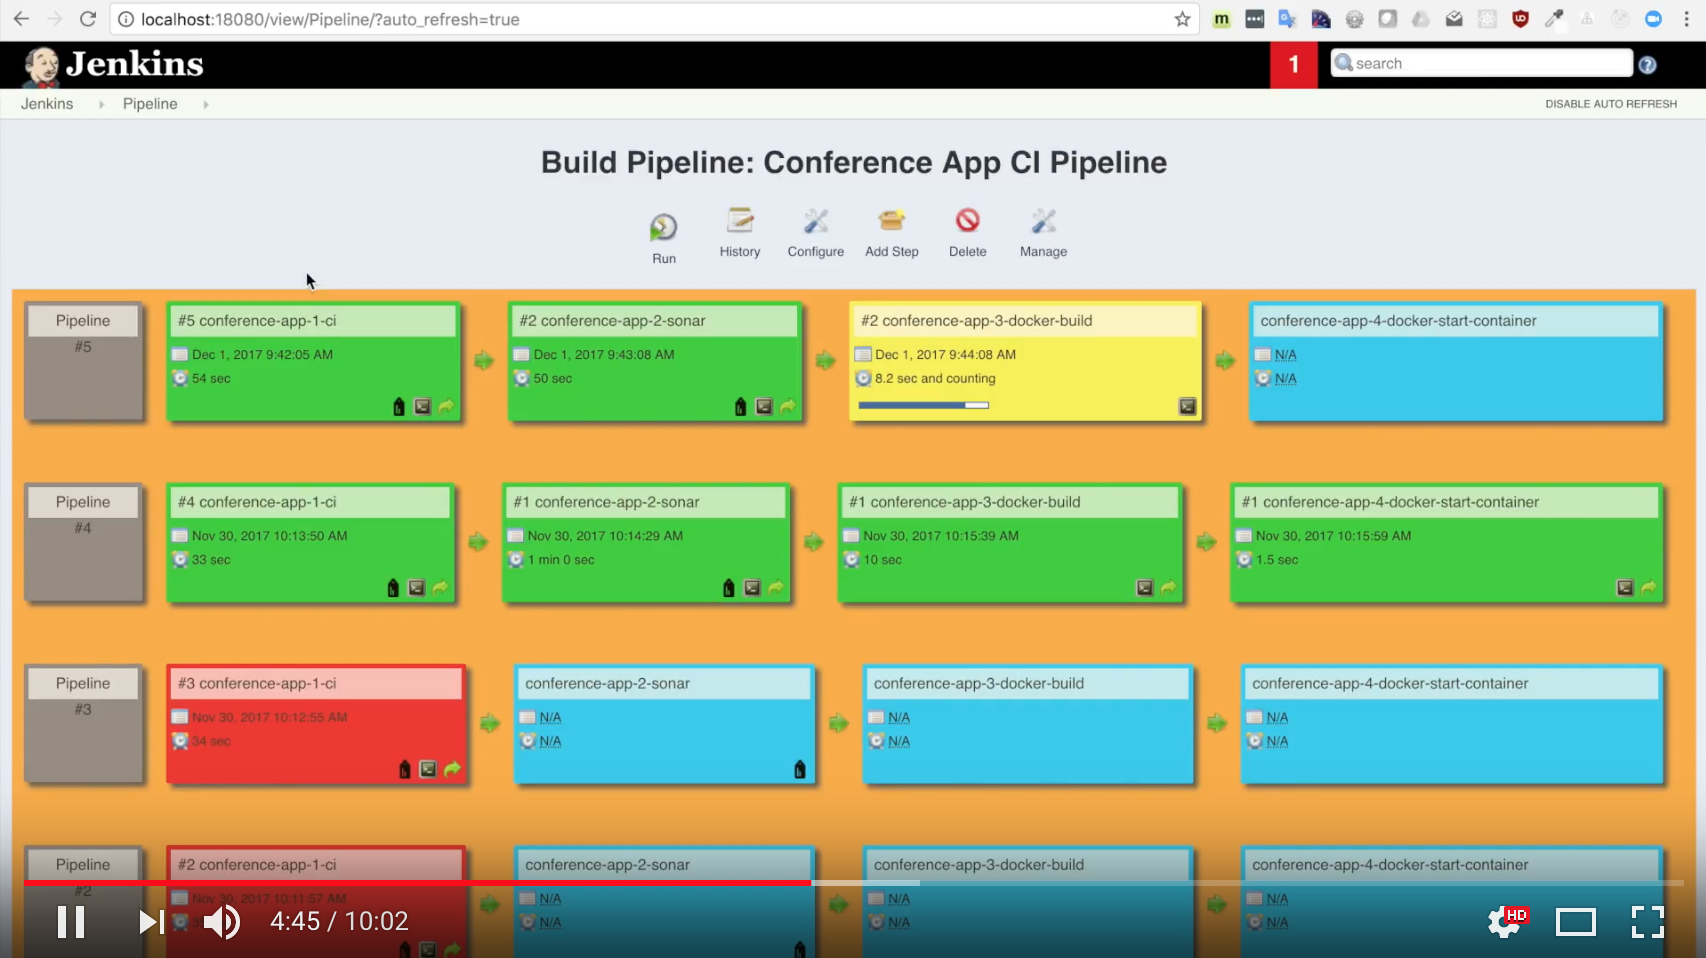 localhost:18080/view/Pipeline/?auto_refresh=true
Jenkins
1
search
Jenkins
Pipeline
DISABLE AUTO REFRESH
Build Pipeline: Conference App CI Pipeline
Run
History
Configure
Add Step
Delete
Manage
Pipeline
#5
#5 conference-app-1-ci
Dec 1, 2017 9:42:05 AM
54 sec
#2 conference-app-2-sonar
Dec 1, 2017 9:43:08 AM
50 sec
#2 conference-app-3-docker-build
Dec 1, 2017 9:44:08 AM
8.2 sec and counting
conference-app-4-docker-start-container
N/A
N/A
Pipeline
#4
#4 conference-app-1-ci
Nov 30, 2017 10:13:50 AM
33 sec
#1 conference-app-2-sonar
Nov 30, 2017 10:14:29 AM
1 min 0 sec
#1 conference-app-3-docker-build
Nov 30, 2017 10:15:39 AM
10 sec
#1 conference-app-4-docker-start-container
Nov 30, 2017 10:15:59 AM
1.5 sec
Pipeline
#3
#3 conference-app-1-ci
Nov 30, 2017 10:12:55 AM
34 sec
conference-app-2-sonar
N/A
N/A
conference-app-3-docker-build
N/A
N/A
conference-app-4-docker-start-container
N/A
N/A
Pipeline
#2
#2 conference-app-1-ci
Nov 30, 2017 10:11:57 AM
conference-app-2-sonar
N/A
N/A
conference-app-3-docker-build
N/A
N/A
conference-app-4-docker-start-container
N/A
N/A
4:45 / 10:02
HD